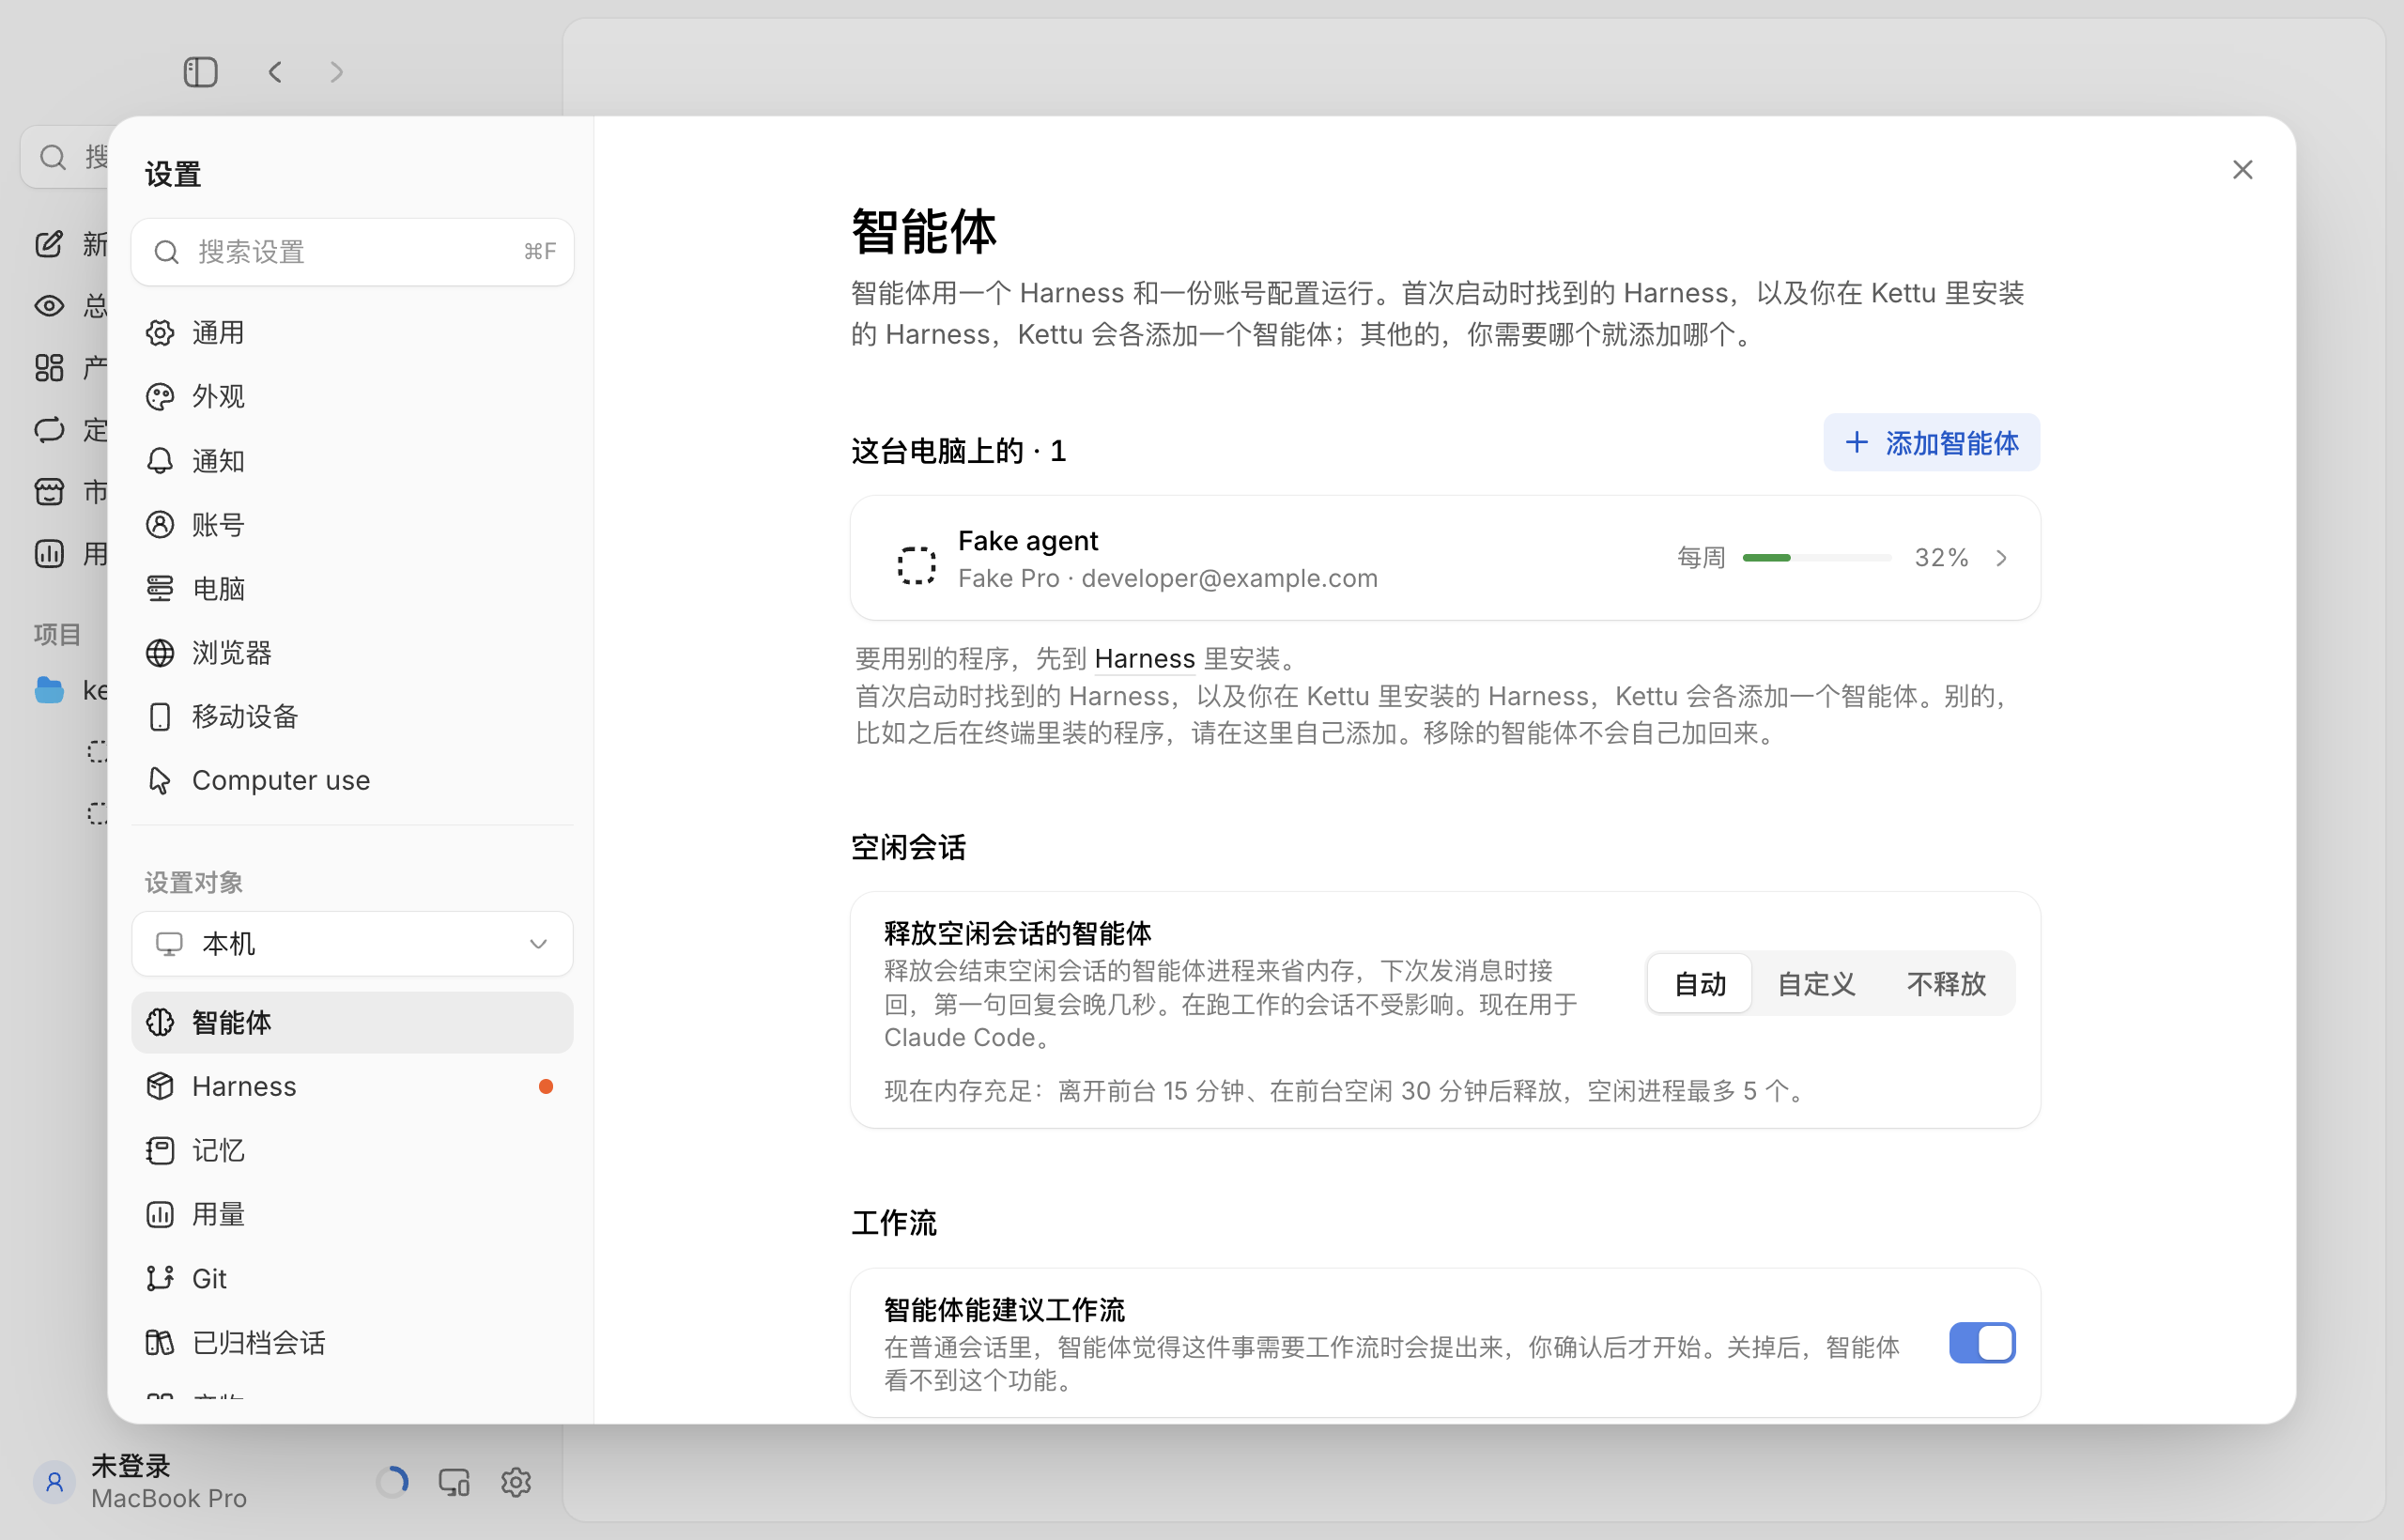 搜
新
总
产
定
市
用
项目
ke
未登录
MacBook Pro
设置
搜索设置 ⌘F
通用
外观
通知
账号
电脑
浏览器
移动设备
Computer use
设置对象
本机
智能体
Harness
记忆
用量
Git
已归档会话
智能体
智能体用一个 Harness 和一份账号配置运行。首次启动时找到的 Harness，以及你在 Kettu 里安装
的 Harness，Kettu 会各添加一个智能体；其他的，你需要哪个就添加哪个。
这台电脑上的 · 1
添加智能体
Fake agent
Fake Pro · developer@example.com
每周 32%
要用别的程序，先到 Harness 里安装。
首次启动时找到的 Harness，以及你在 Kettu 里安装的 Harness，Kettu 会各添加一个智能体。别的，
比如之后在终端里装的程序，请在这里自己添加。移除的智能体不会自己加回来。
空闲会话
释放空闲会话的智能体
释放会结束空闲会话的智能体进程来省内存，下次发消息时接
回，第一句回复会晚几秒。在跑工作的会话不受影响。现在用于
Claude Code。
自动 自定义 不释放
现在内存充足：离开前台 15 分钟、在前台空闲 30 分钟后释放，空闲进程最多 5 个。
工作流
智能体能建议工作流
在普通会话里，智能体觉得这件事需要工作流时会提出来，你确认后才开始。关掉后，智能体
看不到这个功能。